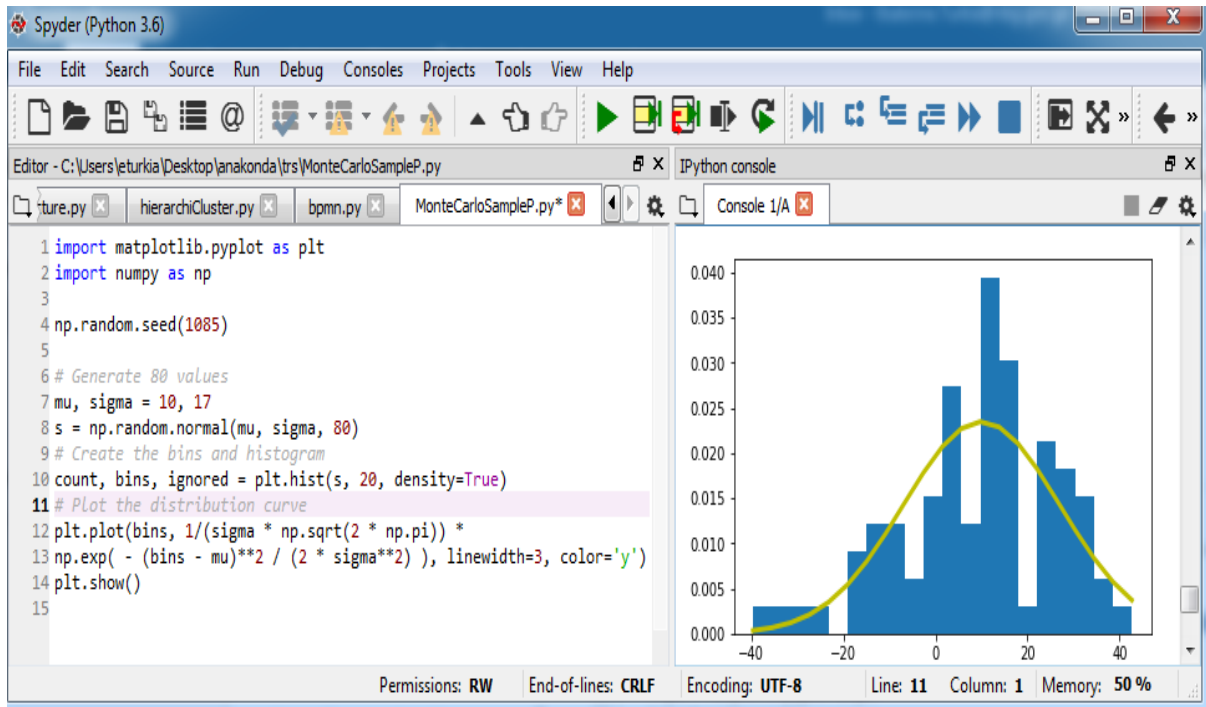 Spyder (Python 3.6)
File Edit Search Source Run Debug Consoles Projects Tools View Help
Editor - C:\Users\eturkia\Desktop\anakonda\trs\MonteCarloSampleP.py
IPython console
ture.py hierarchiCluster.py bpmn.py MonteCarloSampleP.py*
Console 1/A
1 import matplotlib.pyplot as plt
2 import numpy as np
3
4 np.random.seed(1085)
5
6 # Generate 80 values
7 mu, sigma = 10, 17
8 s = np.random.normal(mu, sigma, 80)
9 # Create the bins and histogram
10 count, bins, ignored = plt.hist(s, 20, density=True)
11 # Plot the distribution curve
12 plt.plot(bins, 1/(sigma * np.sqrt(2 * np.pi)) *
13 np.exp( - (bins - mu)**2 / (2 * sigma**2) ), linewidth=3, color='y')
14 plt.show()
15
0.040
0.035
0.030
0.025
0.020
0.015
0.010
0.005
0.000
−40 −20 0 20 40
Permissions: RW End-of-lines: CRLF Encoding: UTF-8 Line: 11 Column: 1 Memory: 50 %